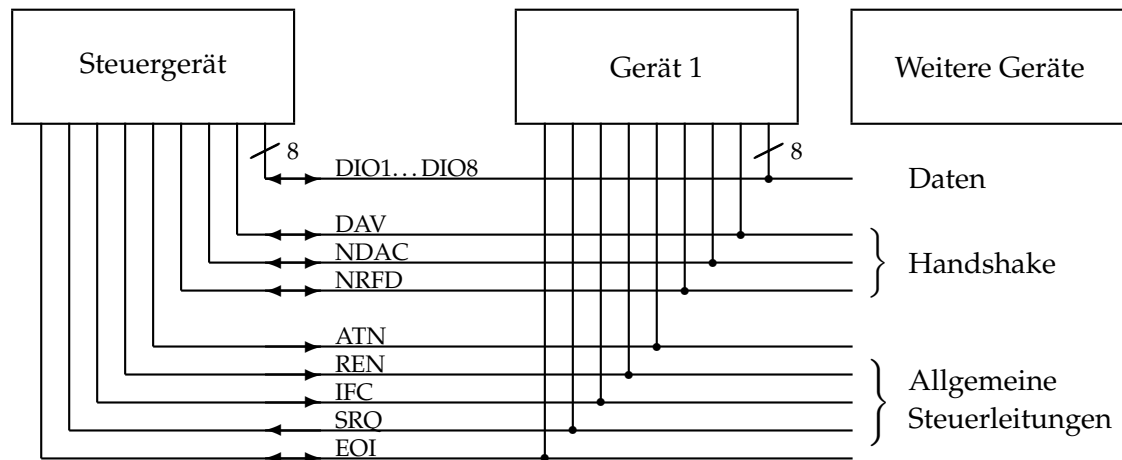 Steuergerät
Gerät 1
Weitere Geräte
8
8
DIO1...DIO8
Daten
DAV
NDAC
Handshake
NRFD
ATN
REN
IFC
Allgemeine
SRQ
Steuerleitungen
EOI